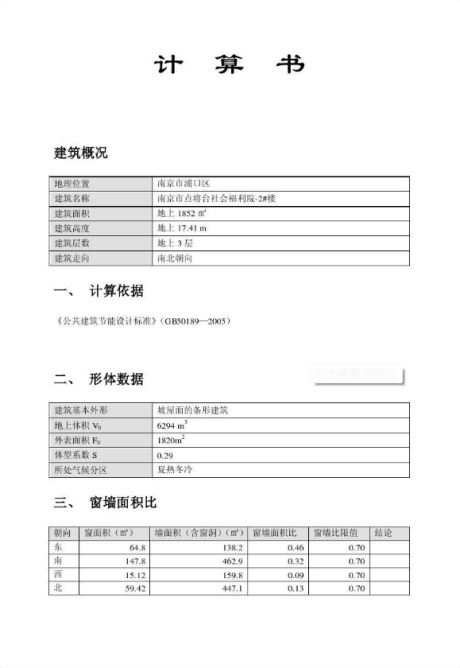 计 算 书
建筑概况
地理位置 南京市浦口区
建筑名称 南京市点将台社会福利院-2#楼
建筑面积 地上 1852 ㎡
建筑高度 地上 17.41 m
建筑层数 地上 3 层
建筑走向 南北朝向
一、 计算依据
《公共建筑节能设计标准》（GB50189—2005）
二、 形体数据
建筑基本外形 坡屋面的条形建筑
地上体积 V₀ 6294 m³
外表面积 F₀ 1820m²
体型系数 S 0.29
所处气候分区 夏热冬冷
三、 窗墙面积比
朝向 窗面积（㎡） 墙面积（含窗洞）（㎡） 窗墙面积比 窗墙比限值 结论
东 64.8 138.2 0.46 0.70
南 147.8 462.9 0.32 0.70
西 15.12 159.8 0.09 0.70
北 59.42 447.1 0.13 0.70